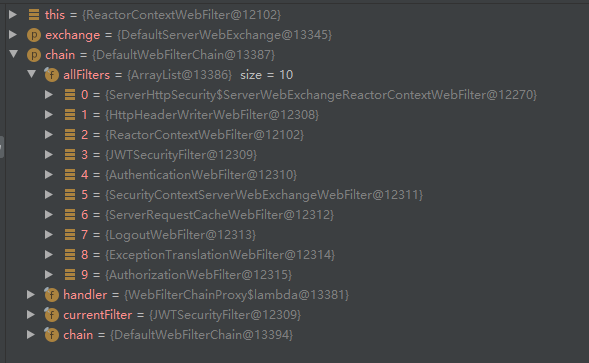 this = {ReactorContextWebFilter@12102}
p exchange = {DefaultServerWebExchange@13345}
p chain = {DefaultWebFilterChain@13387}
f allFilters = {ArrayList@13386} size = 10
0 = {ServerHttpSecurity$ServerWebExchangeReactorContextWebFilter@12270}
1 = {HttpHeaderWriterWebFilter@12308}
2 = {ReactorContextWebFilter@12102}
3 = {JWTSecurityFilter@12309}
4 = {AuthenticationWebFilter@12310}
5 = {SecurityContextServerWebExchangeWebFilter@12311}
6 = {ServerRequestCacheWebFilter@12312}
7 = {LogoutWebFilter@12313}
8 = {ExceptionTranslationWebFilter@12314}
9 = {AuthorizationWebFilter@12315}
f handler = {WebFilterChainProxy$lambda@13381}
f currentFilter = {JWTSecurityFilter@12309}
f chain = {DefaultWebFilterChain@13394}